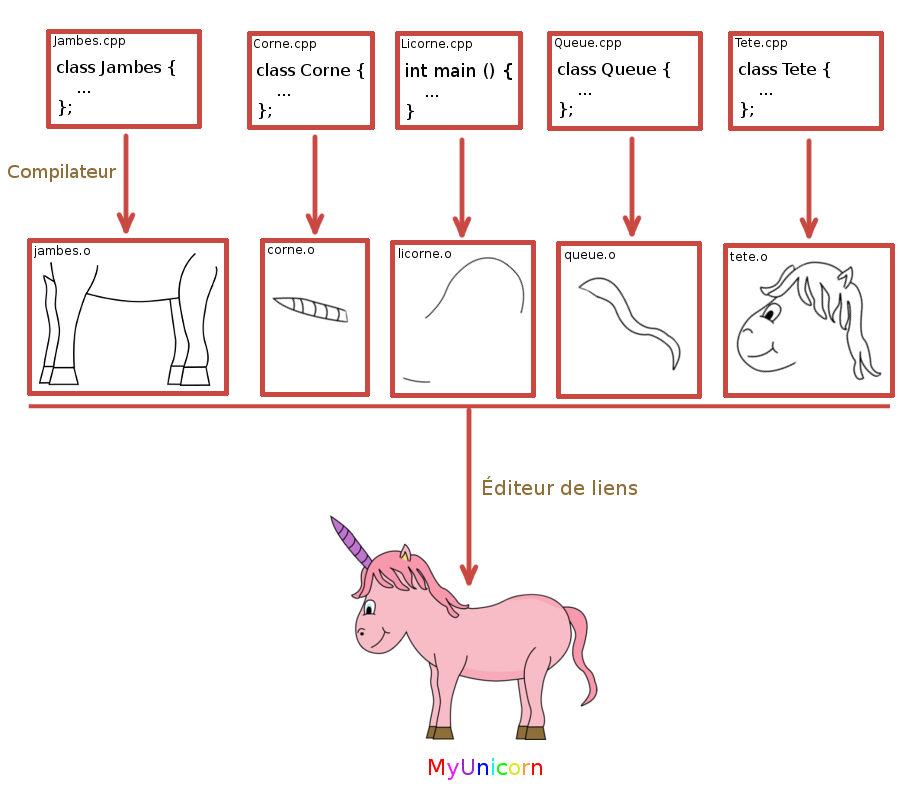 Jambes.cpp
class Jambes {
...
};
Corne.cpp
class Corne {
...
};
Licorne.cpp
int main () {
...
}
Queue.cpp
class Queue {
...
};
Tete.cpp
class Tete {
...
};
Compilateur
jambes.o
corne.o
licorne.o
queue.o
tete.o
Éditeur de liens
MyUnicorn